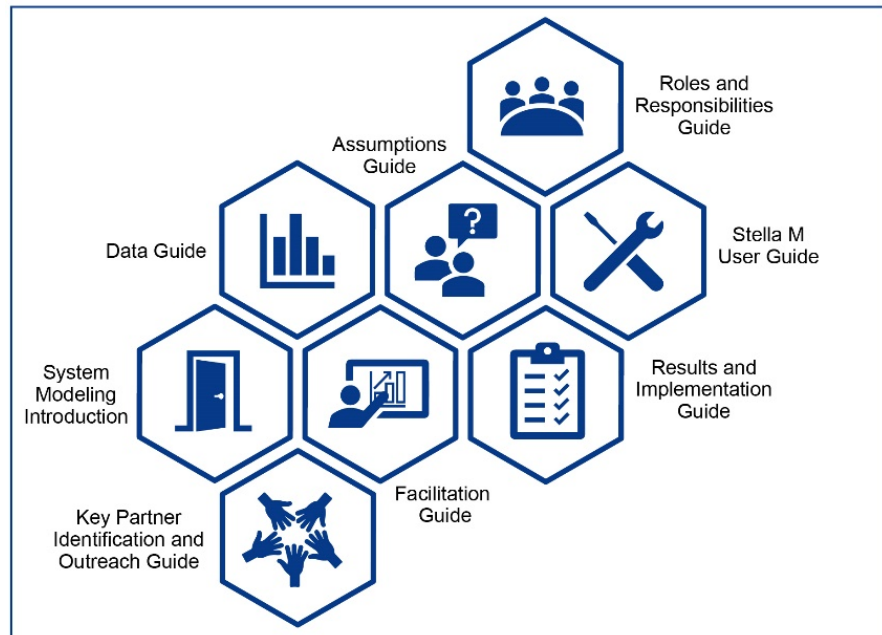 Roles and
Responsibilities
Guide
Assumptions
Guide
Data Guide
?
Stella M
User Guide
System
Modeling
Introduction
Results and
Implementation
Guide
Facilitation
Guide
Key Partner
Identification and
Outreach Guide